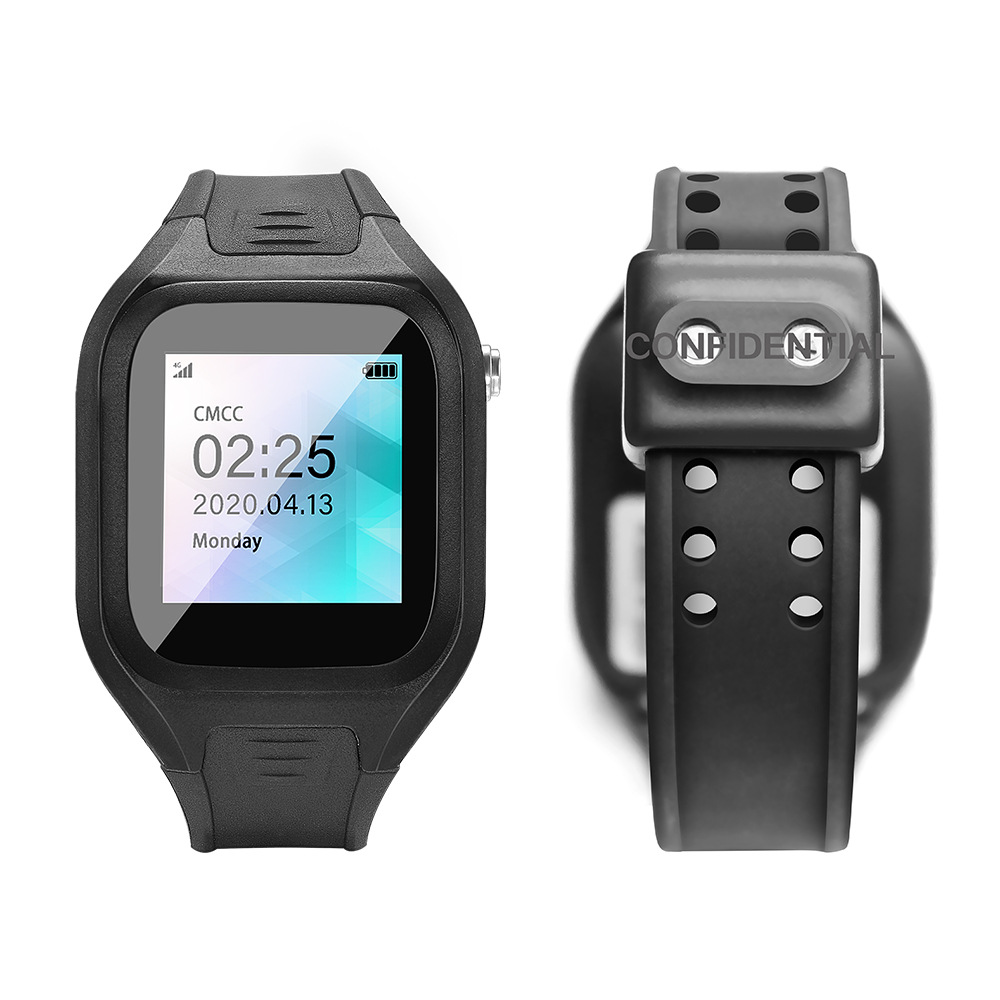 4G
CMCC
02:25
2020.04.13
Monday
CONFIDENTIAL